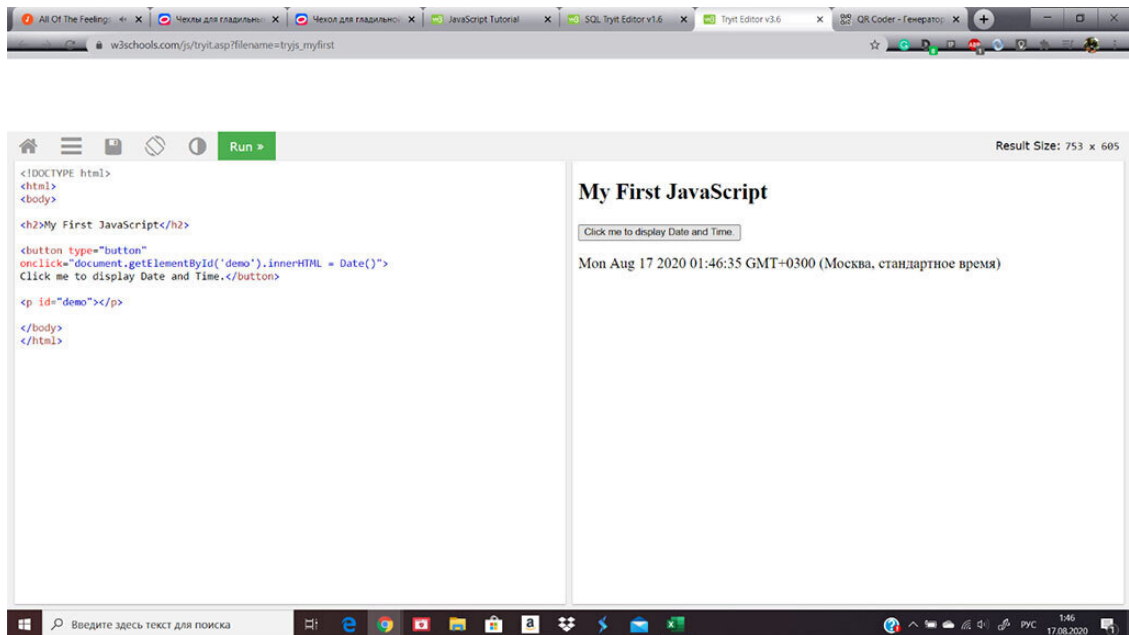 All Of The Feelings
Чехлы для гладильны
Чехол для гладильной
JavaScript Tutorial
SQL Tryit Editor v1.6
Tryit Editor v3.6
QR Coder - Генератор
w3schools.com/js/tryit.asp?filename=tryjs_myfirst
Run »
Result Size: 753 x 605
<!DOCTYPE html>
<html>
<body>
<h2>My First JavaScript</h2>
<button type="button"
onclick="document.getElementById('demo').innerHTML = Date()">
Click me to display Date and Time.</button>
<p id="demo"></p>
</body>
</html>
My First JavaScript
Click me to display Date and Time.
Mon Aug 17 2020 01:46:35 GMT+0300 (Москва, стандартное время)
Введите здесь текст для поиска
РУС
1:46
17.08.2020